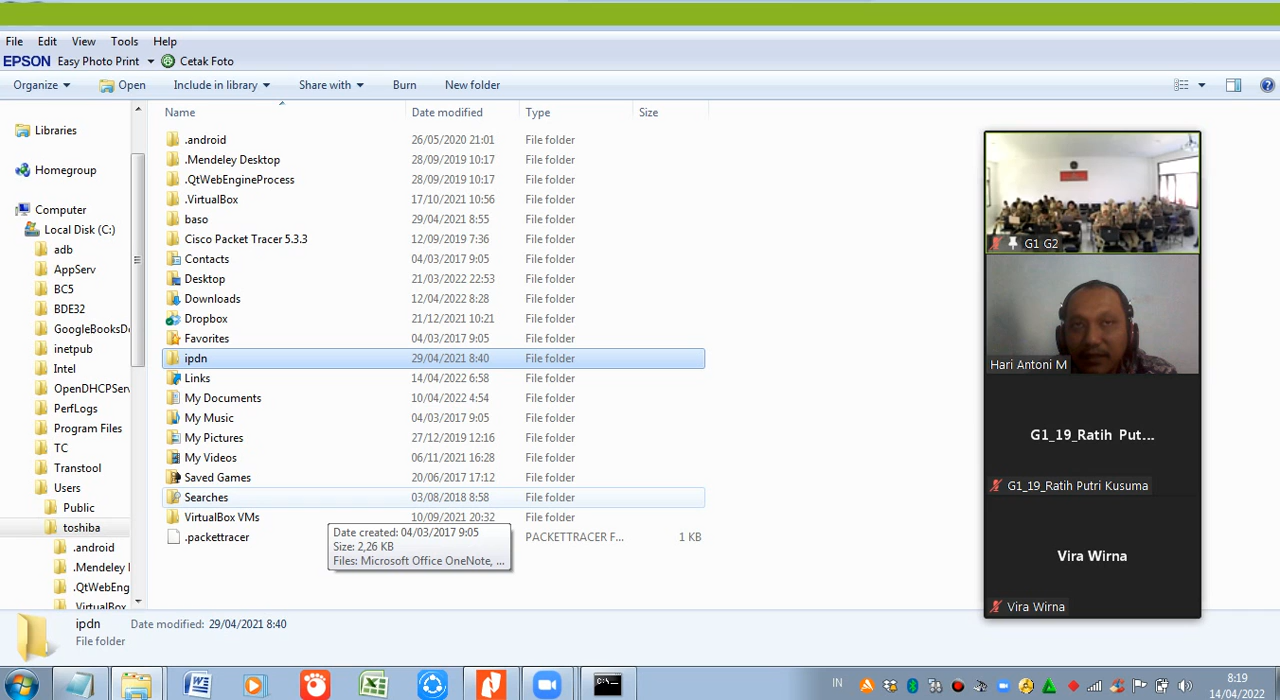 File Edit View Tools Help
EPSON Easy Photo Print Cetak Foto
Organize Open Include in library Share with Burn New folder
Name Date modified Type Size
Libraries
Homegroup
Computer
Local Disk (C:)
adb
AppServ
BC5
BDE32
GoogleBooksDo
inetpub
Intel
OpenDHCPServ
PerfLogs
Program Files
TC
Transtool
Users
Public
toshiba
.android
.Mendeley
.QtWebEng
.VirtualBox
.android 26/05/2020 21:01 File folder
.Mendeley Desktop 28/09/2019 10:17 File folder
.QtWebEngineProcess 28/09/2019 10:17 File folder
.VirtualBox 17/10/2021 10:56 File folder
baso 29/04/2021 8:55 File folder
Cisco Packet Tracer 5.3.3 12/09/2019 7:36 File folder
Contacts 04/03/2017 9:05 File folder
Desktop 21/03/2022 22:53 File folder
Downloads 12/04/2022 8:28 File folder
Dropbox 21/12/2021 10:21 File folder
Favorites 04/03/2017 9:05 File folder
ipdn 29/04/2021 8:40 File folder
Links 14/04/2022 6:58 File folder
My Documents 10/04/2022 4:54 File folder
My Music 04/03/2017 9:05 File folder
My Pictures 27/12/2019 12:16 File folder
My Videos 06/11/2021 16:28 File folder
Saved Games 20/06/2017 17:12 File folder
Searches 03/08/2018 8:58 File folder
VirtualBox VMs 10/09/2021 20:32 File folder
.packettracer PACKETTRACER F... 1 KB
Date created: 04/03/2017 9:05
Size: 2,26 KB
Files: Microsoft Office OneNote, ...
G1 G2
Hari Antoni M
G1_19_Ratih Put...
G1_19_Ratih Putri Kusuma
Vira Wirna
Vira Wirna
ipdn Date modified: 29/04/2021 8:40
File folder
IN
8:19
14/04/2022